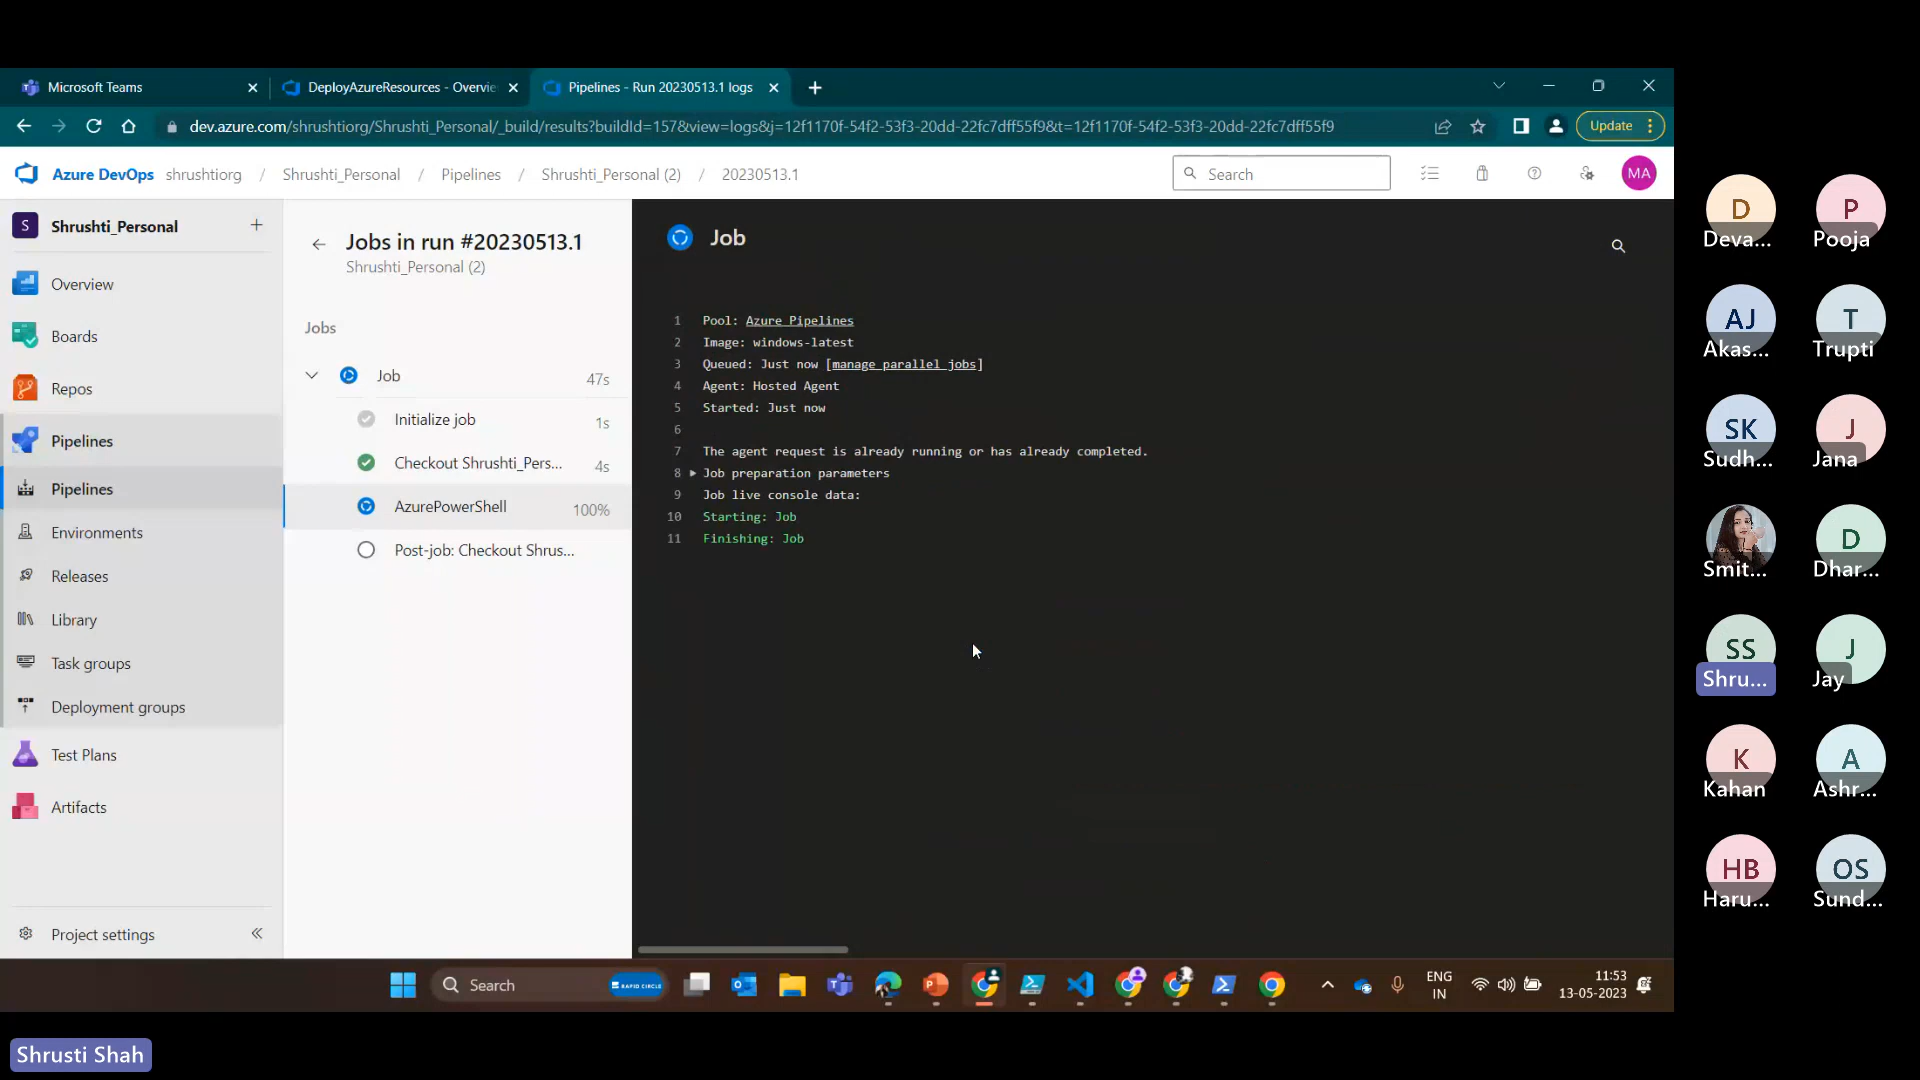 Microsoft Teams
DeployAzureResources - Overvie
Pipelines - Run 20230513.1 logs
dev.azure.com/shrushtiorg/Shrushti_Personal/_build/results?buildId=157&view=logs&j=12f1170f-54f2-53f3-20dd-22fc7dff55f9&t=12f1170f-54f2-53f3-20dd-22fc7dff55f9
Update
Azure DevOps shrushtiorg / Shrushti_Personal / Pipelines / Shrushti_Personal (2) / 20230513.1
Search
MA
S Shrushti_Personal +
Overview
Boards
Repos
Pipelines
Pipelines
Environments
Releases
Library
Task groups
Deployment groups
Test Plans
Artifacts
Project settings
Jobs in run #20230513.1
Shrushti_Personal (2)
Jobs
Job 47s
Initialize job 1s
Checkout Shrushti_Pers... 4s
AzurePowerShell 100%
Post-job: Checkout Shrus...
Job
1 Pool: Azure Pipelines
2 Image: windows-latest
3 Queued: Just now [manage parallel jobs]
4 Agent: Hosted Agent
5 Started: Just now
6
7 The agent request is already running or has already completed.
8 Job preparation parameters
9 Job live console data:
10 Starting: Job
11 Finishing: Job
D
Deva...
P
Pooja
AJ
Akas...
T
Trupti
SK
Sudh...
J
Jana
Smit...
D
Dhar...
SS
Shru...
J
Jay
K
Kahan
A
Ashr...
HB
Haru...
OS
Sund...
Search
RAPID CIRCLE
ENG
IN
11:53
13-05-2023
Shrusti Shah